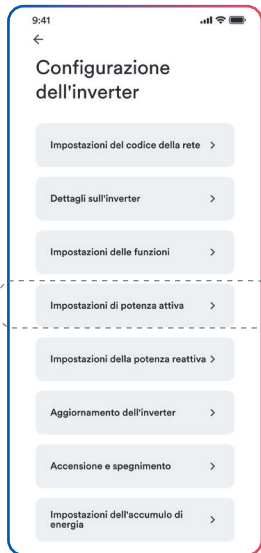 9:41
Configurazione
dell'inverter
Impostazioni del codice della rete
Dettagli sull'inverter
Impostazioni delle funzioni
Impostazioni di potenza attiva
Impostazioni della potenza reattiva
Aggiornamento dell'inverter
Accensione e spegnimento
Impostazioni dell'accumulo di
energia